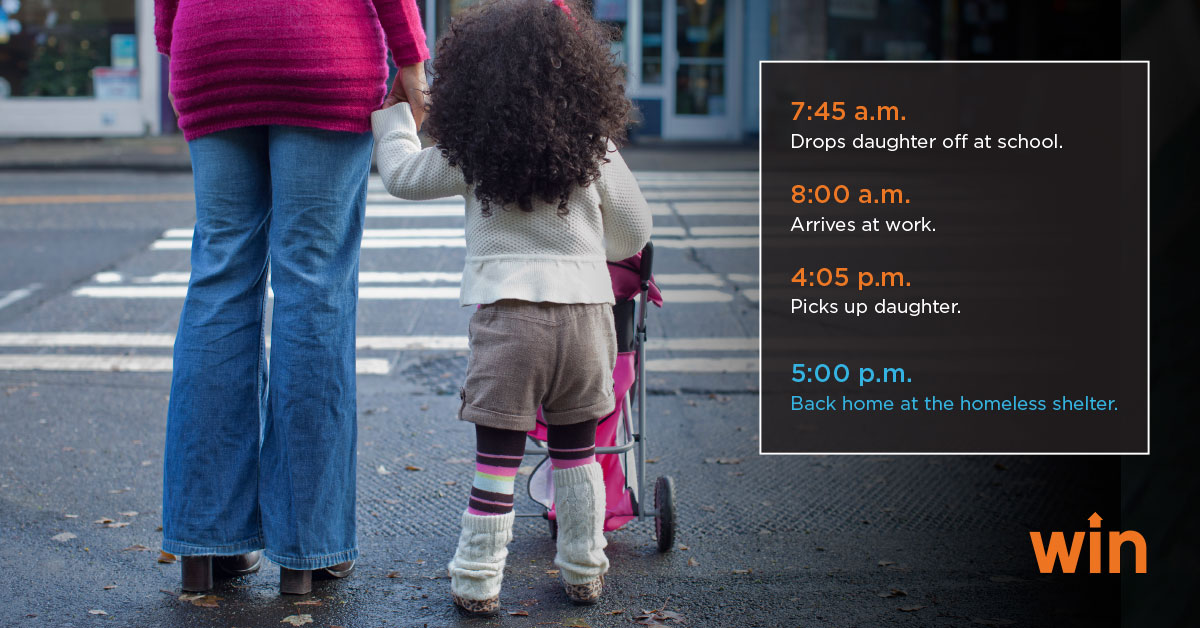 7:45 a.m.
Drops daughter off at school.
8:00 a.m.
Arrives at work.
4:05 p.m.
Picks up daughter.
5:00 p.m.
Back home at the homeless shelter.
win